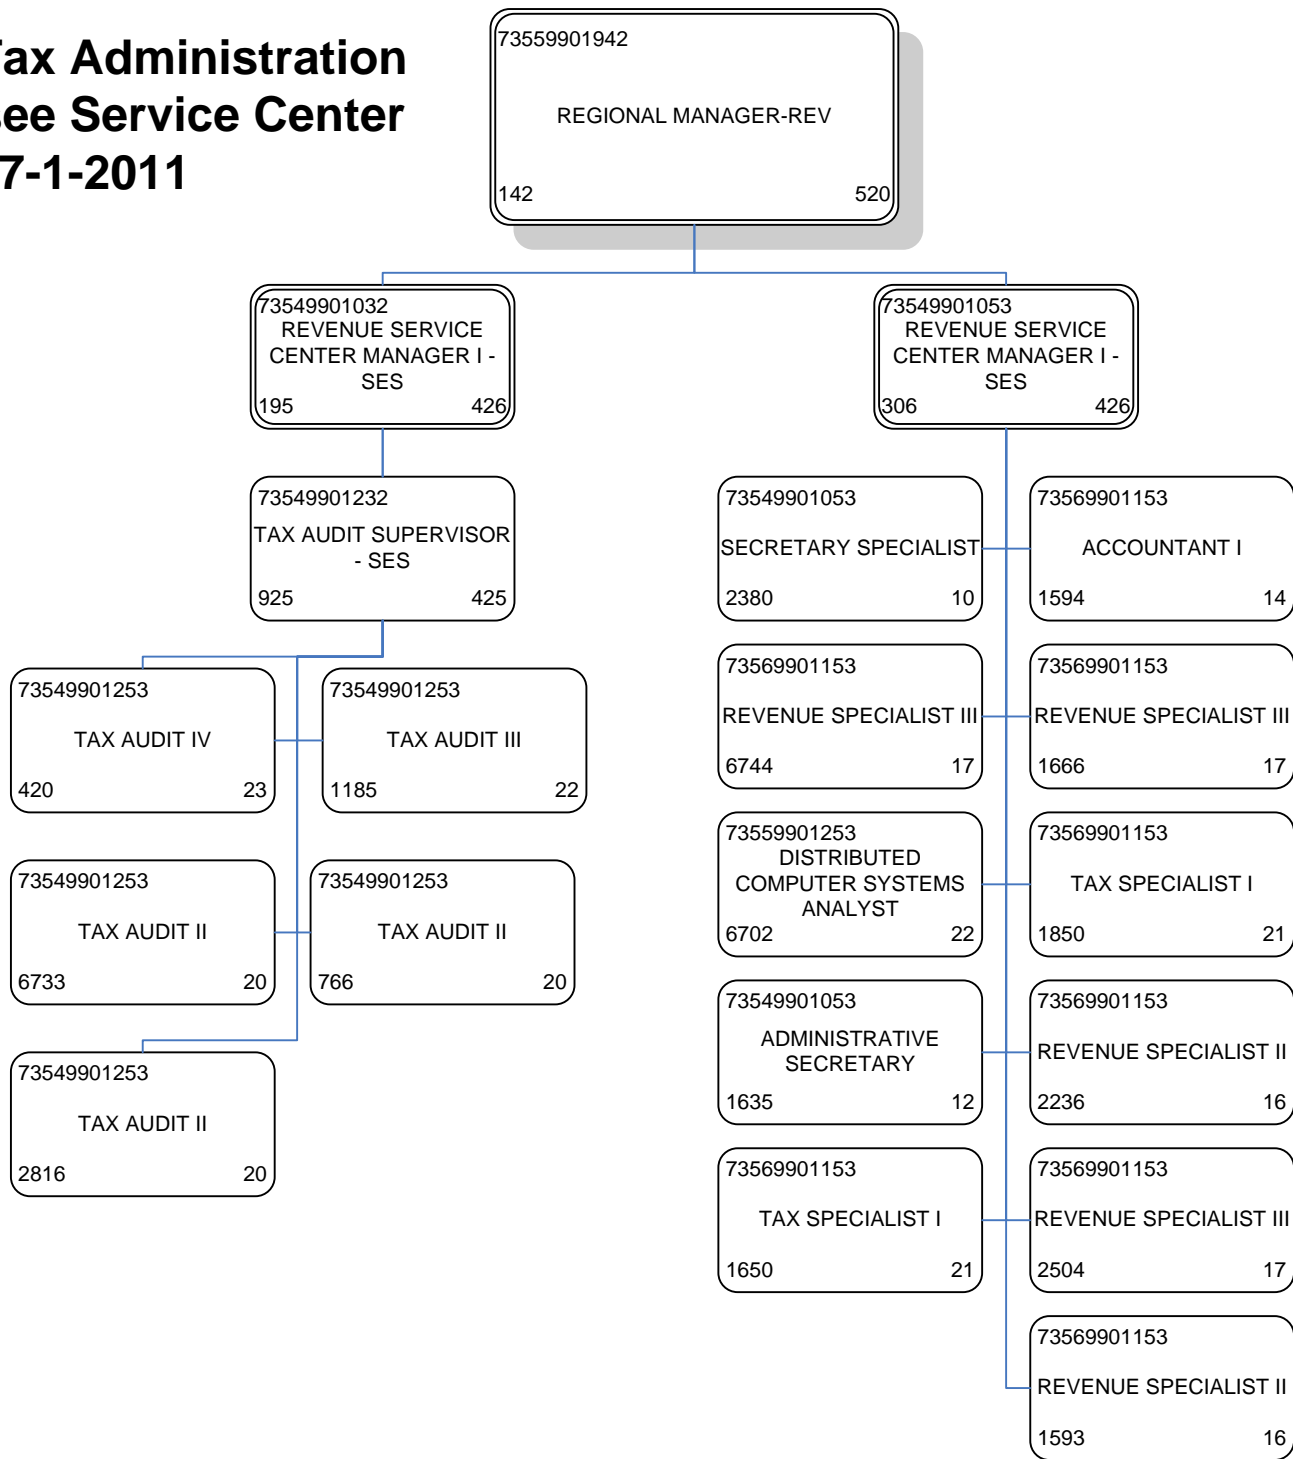 Tax Administration
see Service Center
7-1-2011
73559901942
REGIONAL MANAGER-REV
142 520
73549901032
REVENUE SERVICE
CENTER MANAGER I -
SES
195 426
73549901053
REVENUE SERVICE
CENTER MANAGER I -
SES
306 426
73549901232
TAX AUDIT SUPERVISOR
- SES
925 425
73549901253
TAX AUDIT IV
420 23
73549901253
TAX AUDIT III
1185 22
73549901253
TAX AUDIT II
6733 20
73549901253
TAX AUDIT II
766 20
73549901253
TAX AUDIT II
2816 20
73549901053
SECRETARY SPECIALIST
2380 10
73569901153
ACCOUNTANT I
1594 14
73569901153
REVENUE SPECIALIST III
6744 17
73569901153
REVENUE SPECIALIST III
1666 17
73559901253
DISTRIBUTED
COMPUTER SYSTEMS
ANALYST
6702 22
73569901153
TAX SPECIALIST I
1850 21
73549901053
ADMINISTRATIVE
SECRETARY
1635 12
73569901153
REVENUE SPECIALIST II
2236 16
73569901153
TAX SPECIALIST I
1650 21
73569901153
REVENUE SPECIALIST III
2504 17
73569901153
REVENUE SPECIALIST II
1593 16